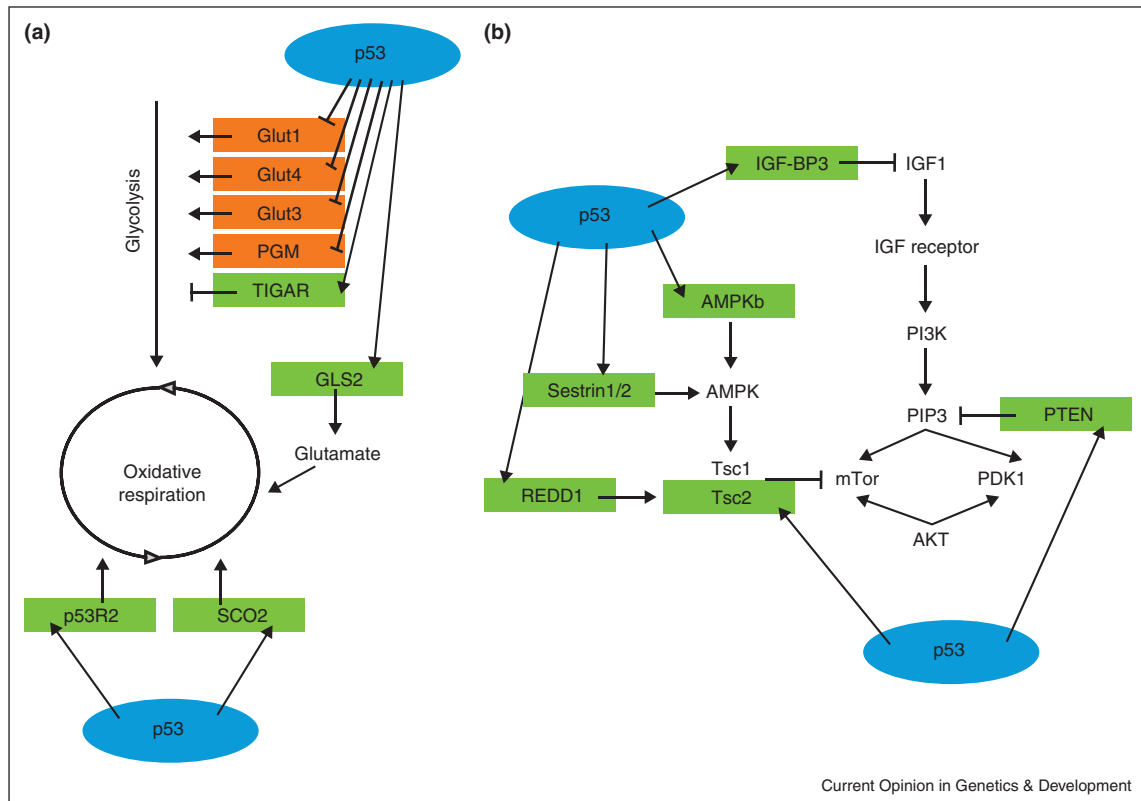 (a)
p53
Glut1
Glut4
Glut3
PGM
TIGAR
Glycolysis
GLS2
Glutamate
Oxidative
respiration
p53R2
SCO2
p53
(b)
IGF-BP3
IGF1
p53
IGF receptor
AMPKb
PI3K
Sestrin1/2
AMPK
PIP3
PTEN
Tsc1
mTor
PDK1
REDD1
Tsc2
AKT
p53
Current Opinion in Genetics & Development